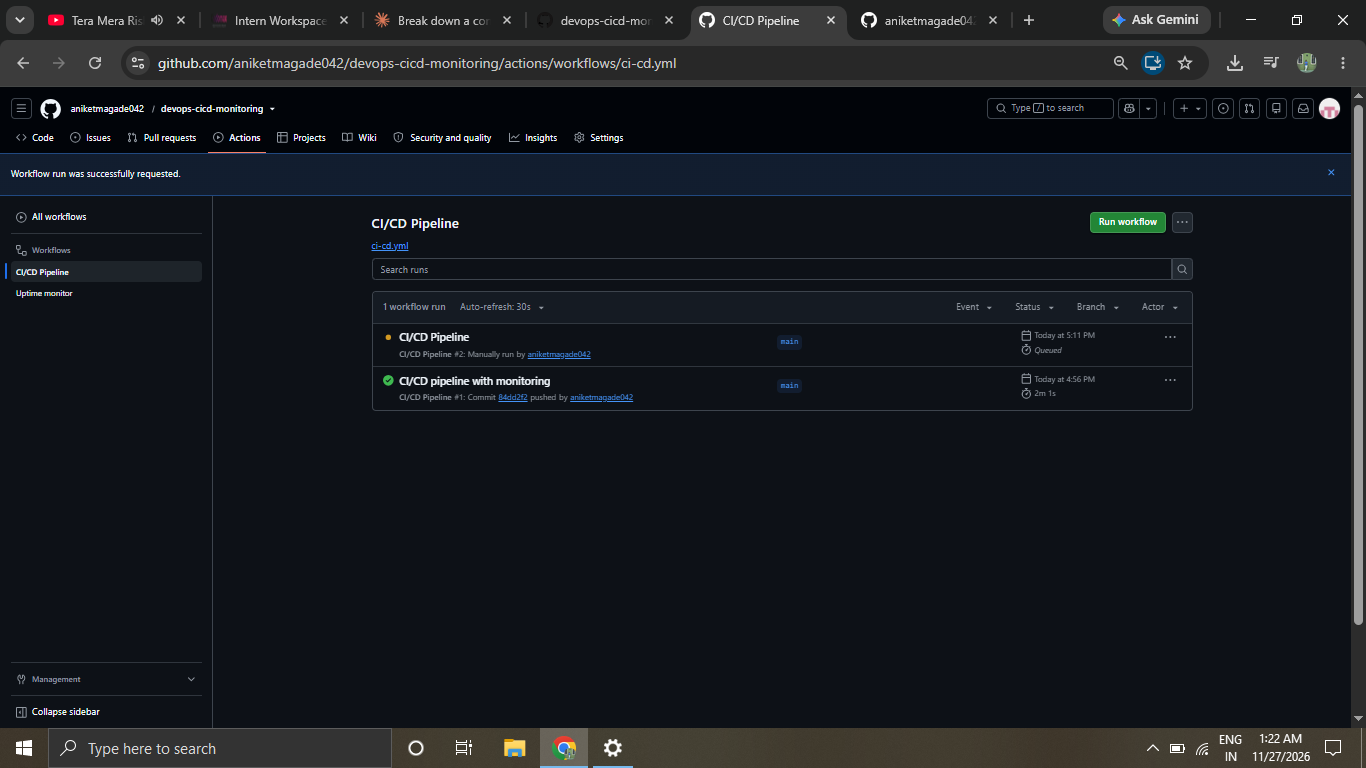 Tera Mera Ris
Intern Workspace
Break down a cor
devops-cicd-mor
CI/CD Pipeline
aniketmagade042
Ask Gemini
github.com/aniketmagade042/devops-cicd-monitoring/actions/workflows/ci-cd.yml
aniketmagade042 / devops-cicd-monitoring
Type / to search
Code
Issues
Pull requests
Actions
Projects
Wiki
Security and quality
Insights
Settings
Workflow run was successfully requested.
All workflows
Workflows
CI/CD Pipeline
Uptime monitor
CI/CD Pipeline
Run workflow
ci-cd.yml
Search runs
1 workflow run Auto-refresh: 30s
Event Status Branch Actor
CI/CD Pipeline
CI/CD Pipeline #2: Manually run by aniketmagade042
main
Today at 5:11 PM
Queued
CI/CD pipeline with monitoring
CI/CD Pipeline #1: Commit 84dd2f2 pushed by aniketmagade042
main
Today at 4:56 PM
2m 1s
Management
Collapse sidebar
Type here to search
ENG
IN
1:22 AM
11/27/2026